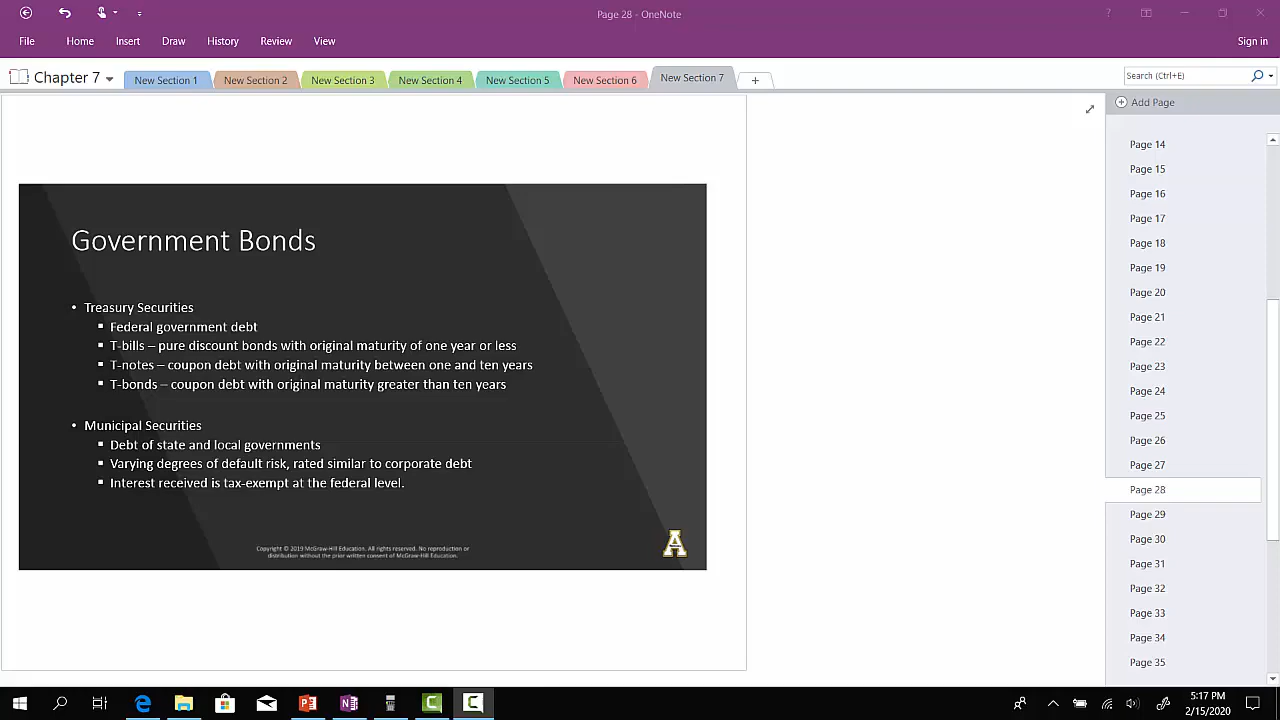 Page 28 - OneNote
File Home Insert Draw History Review View Sign in
Chapter 7 New Section 1 New Section 2 New Section 3 New Section 4 New Section 5 New Section 6 New Section 7 + Search (Ctrl+E)
Add Page
Page 14
Page 15
Page 16
Page 17
Page 18
Page 19
Page 20
Page 21
Page 22
Page 23
Page 24
Page 25
Page 26
Page 27
Page 28
Page 29
Page 30
Page 31
Page 32
Page 33
Page 34
Page 35
Government Bonds
• Treasury Securities
▪ Federal government debt
▪ T-bills – pure discount bonds with original maturity of one year or less
▪ T-notes – coupon debt with original maturity between one and ten years
▪ T-bonds – coupon debt with original maturity greater than ten years
• Municipal Securities
▪ Debt of state and local governments
▪ Varying degrees of default risk, rated similar to corporate debt
▪ Interest received is tax-exempt at the federal level.
Copyright © 2019 McGraw-Hill Education. All rights reserved. No reproduction or
distribution without the prior written consent of McGraw-Hill Education.
A
5:17 PM
2/15/2020